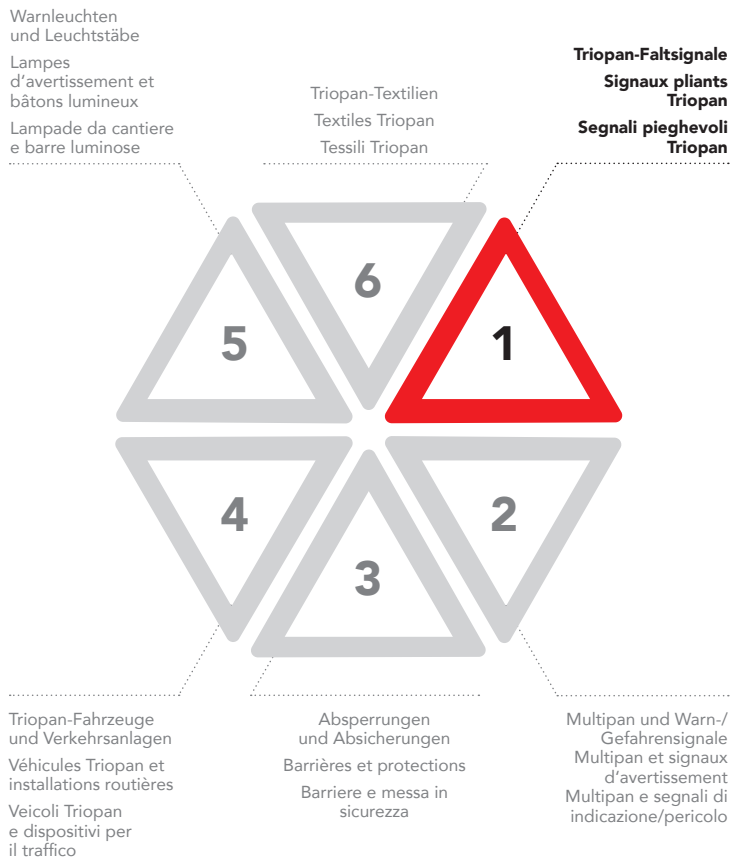 Warnleuchten
und Leuchtstäbe
Lampes
d'avertissement et
bâtons lumineux
Lampade da cantiere
e barre luminose
Triopan-Textilien
Textiles Triopan
Tessili Triopan
Triopan-Faltsignale
Signaux pliants
Triopan
Segnali pieghevoli
Triopan
6
5
1
4
2
3
Triopan-Fahrzeuge
und Verkehrsanlagen
Véhicules Triopan et
installations routières
Veicoli Triopan
e dispositivi per
il traffico
Absperrungen
und Absicherungen
Barrières et protections
Barriere e messa in
sicurezza
Multipan und Warn-/
Gefahrensignale
Multipan et signaux
d'avertissement
Multipan e segnali di
indicazione/pericolo